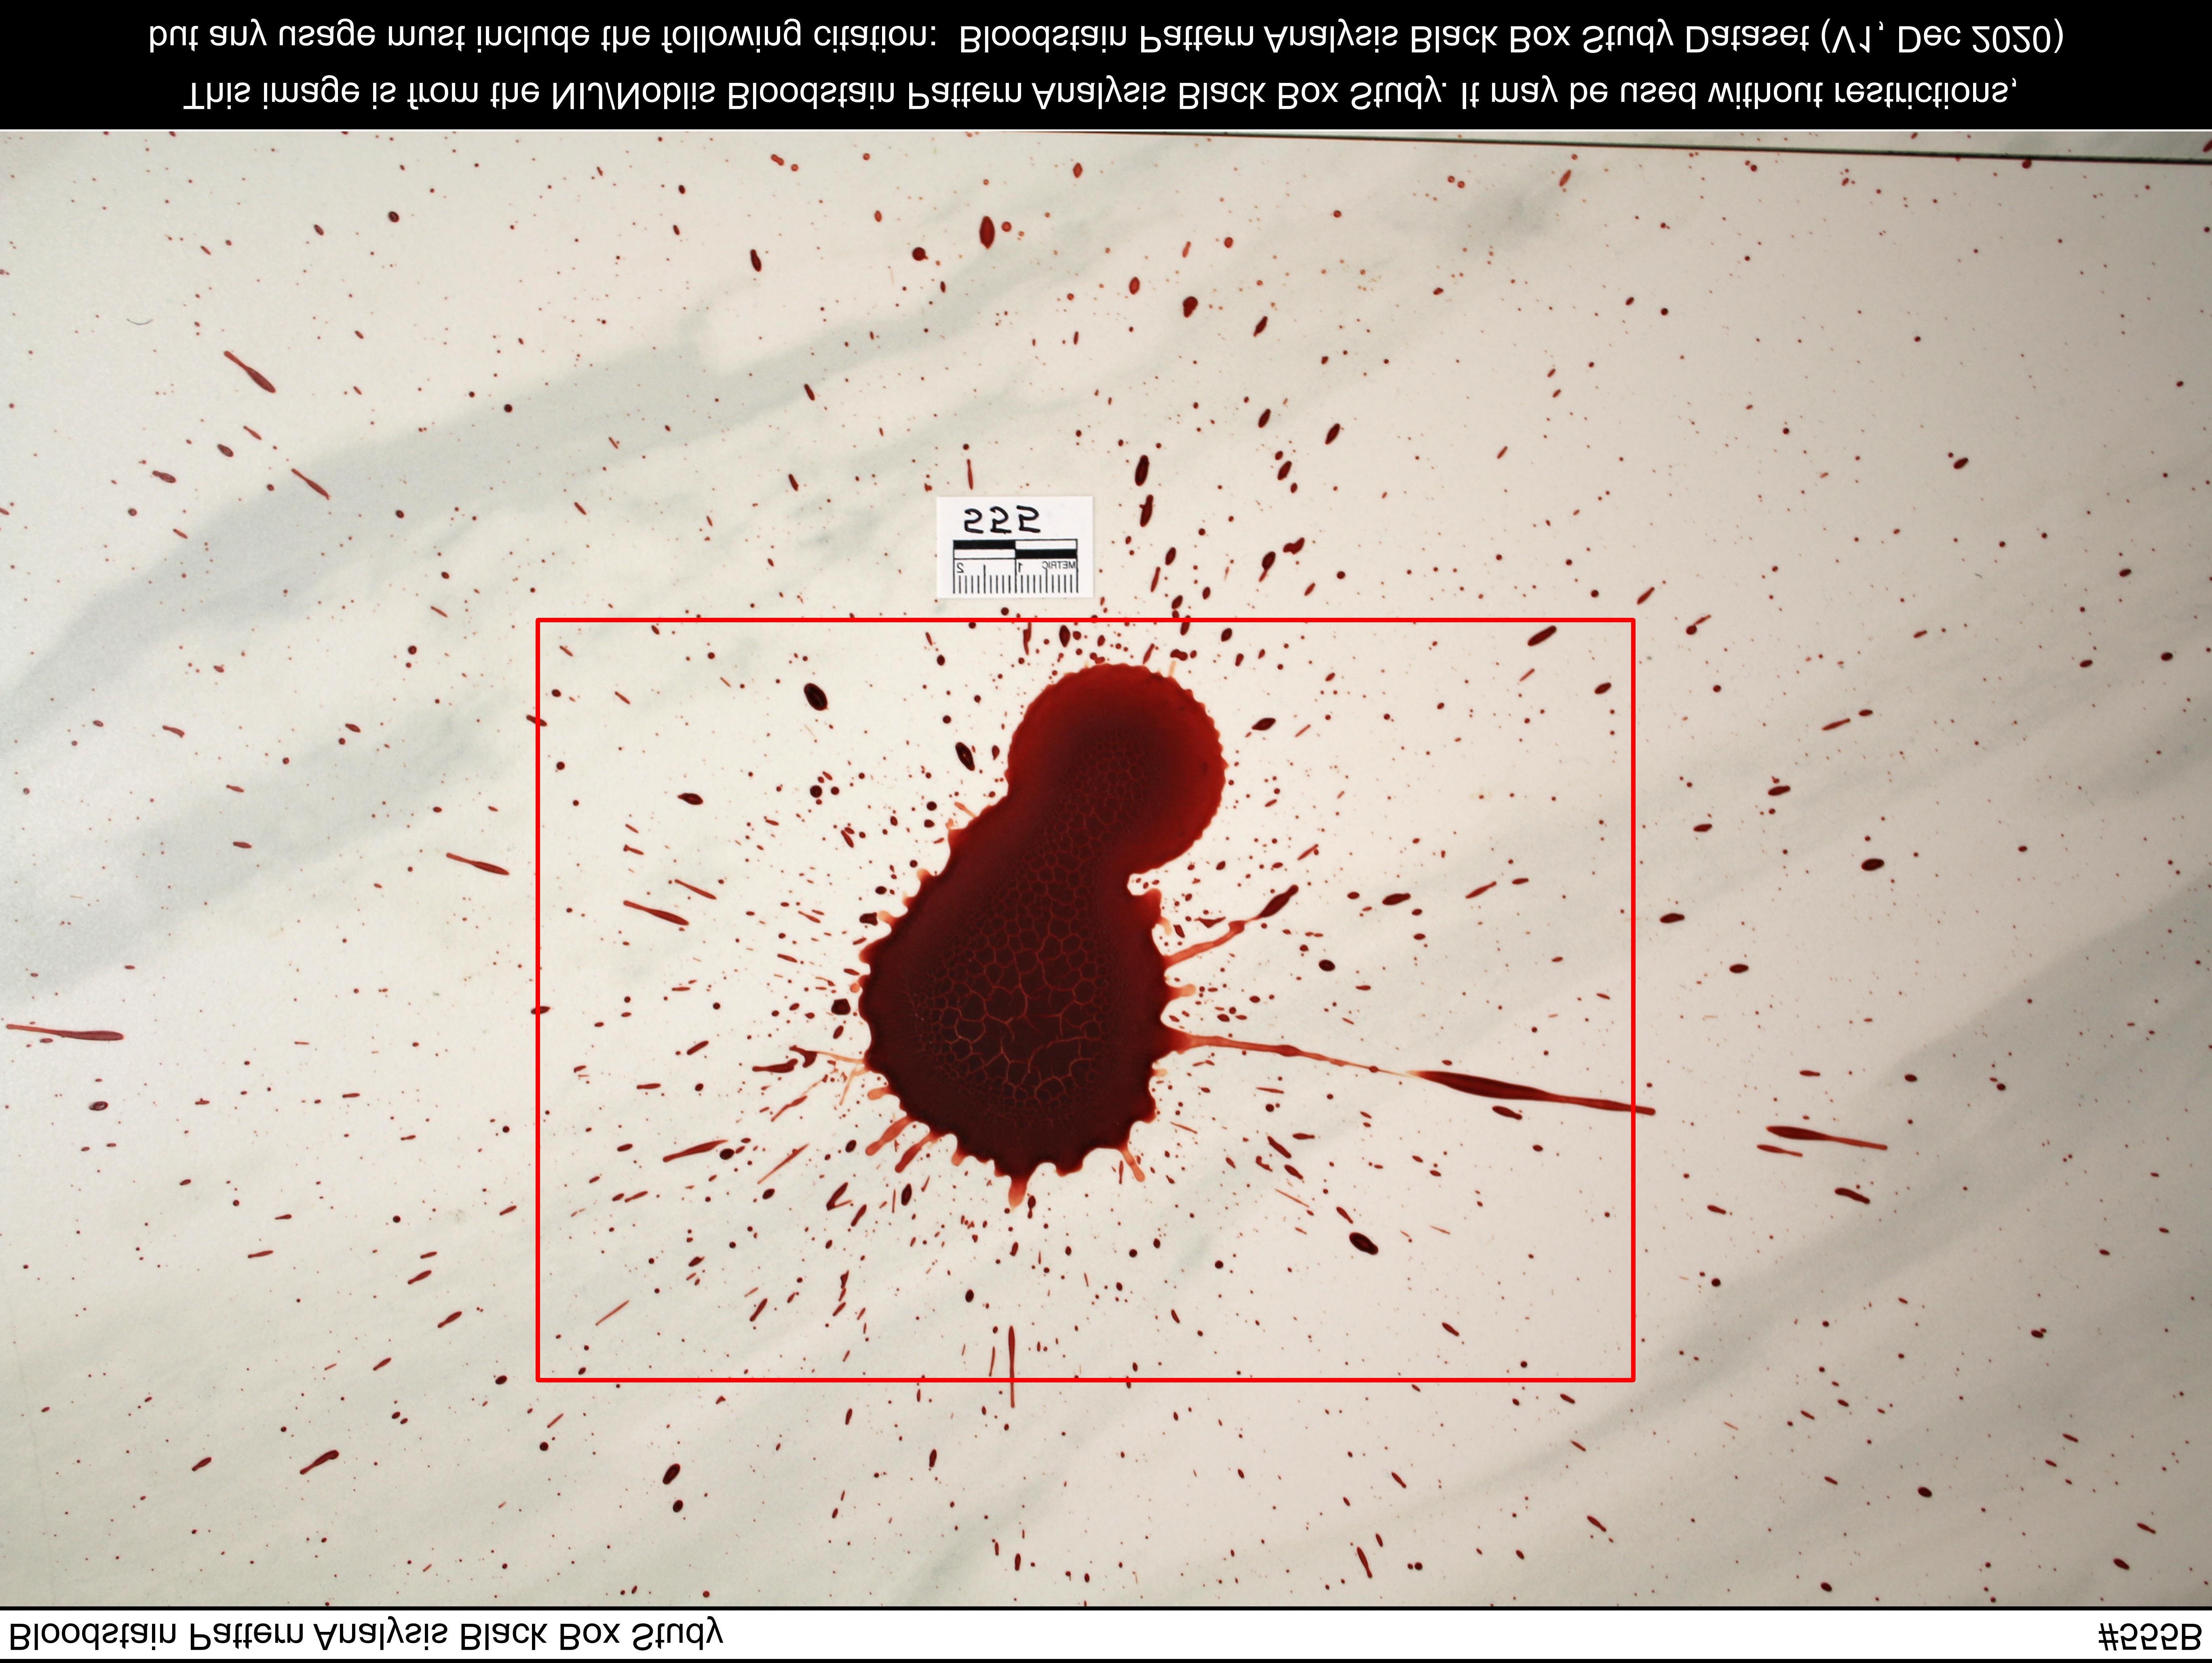 Bloodstain Pattern Analysis Black Box Study #555B
555
METRIC 1 2
This image is from the NIJ/Noblis Bloodstain Pattern Analysis Black Box Study. It may be used without restrictions,
but any usage must include the following citation: Bloodstain Pattern Analysis Black Box Study Dataset (V1, Dec 2020)